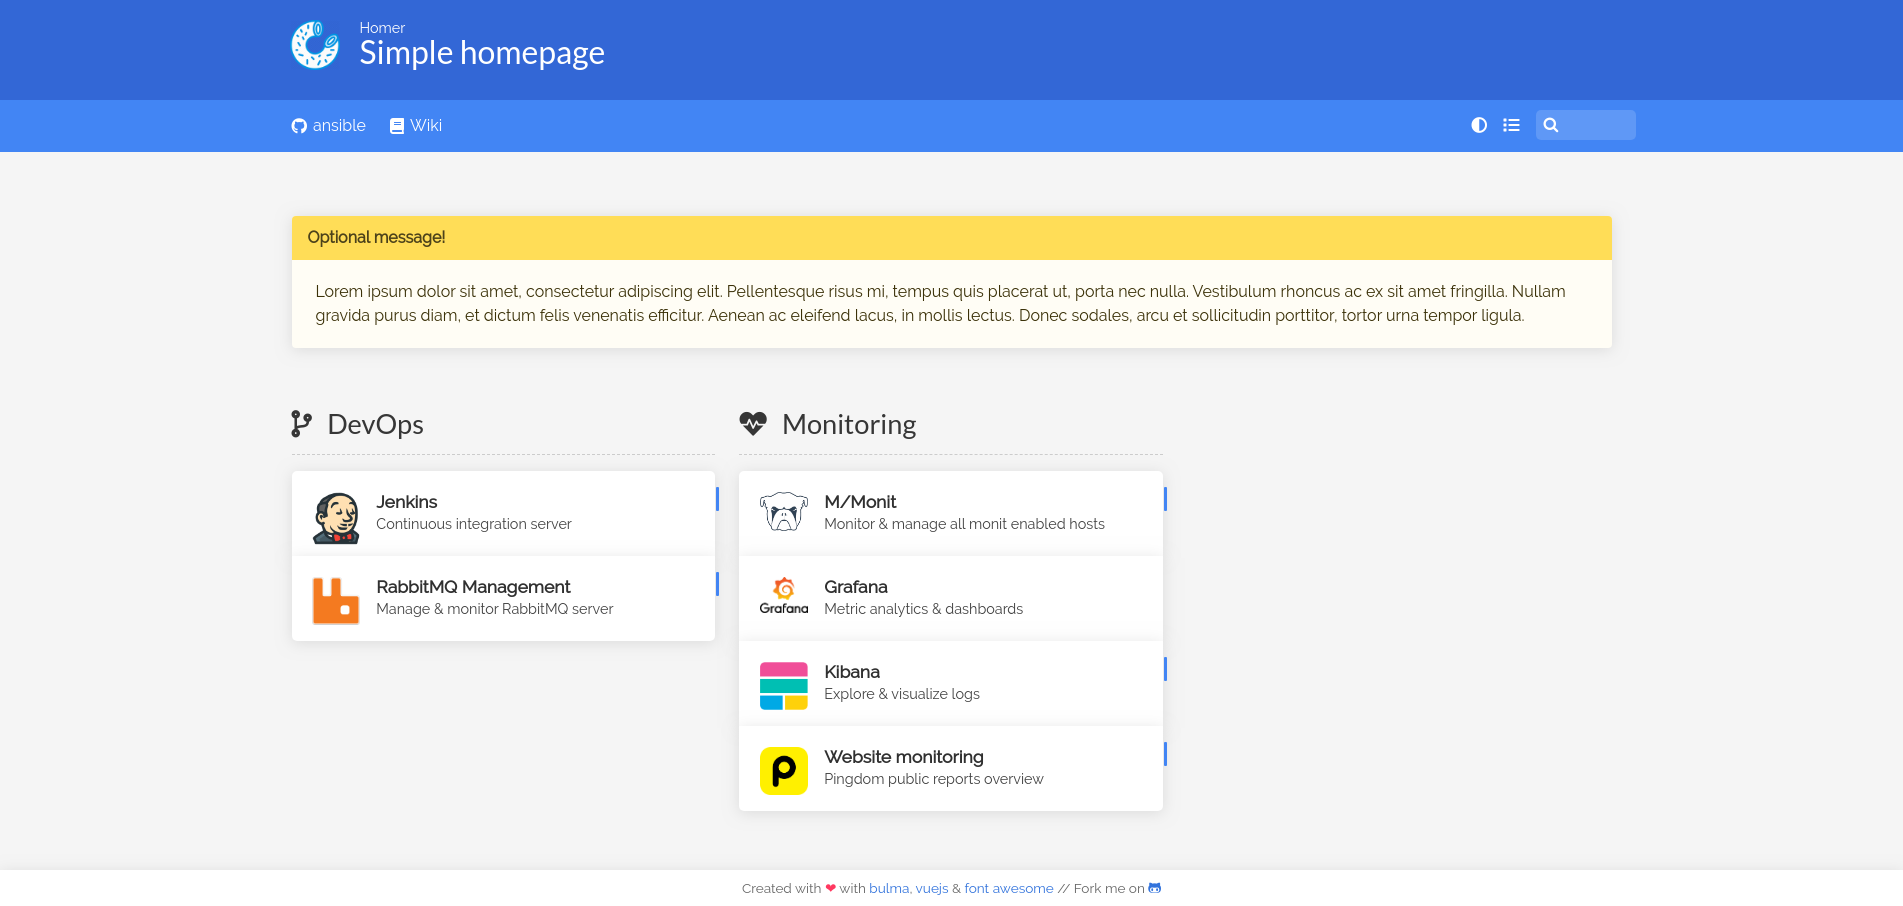 Homer
Simple homepage
ansible
Wiki
Optional message!
Lorem ipsum dolor sit amet, consectetur adipiscing elit. Pellentesque risus mi, tempus quis placerat ut, porta nec nulla. Vestibulum rhoncus ac ex sit amet fringilla. Nullam
gravida purus diam, et dictum felis venenatis efficitur. Aenean ac eleifend lacus, in mollis lectus. Donec sodales, arcu et sollicitudin porttitor, tortor urna tempor ligula.
DevOps
Jenkins
Continuous integration server
RabbitMQ Management
Manage & monitor RabbitMQ server
Monitoring
M/Monit
Monitor & manage all monit enabled hosts
Grafana
Grafana
Metric analytics & dashboards
Kibana
Explore & visualize logs
Website monitoring
Pingdom public reports overview
Created with ❤ with bulma, vuejs & font awesome // Fork me on